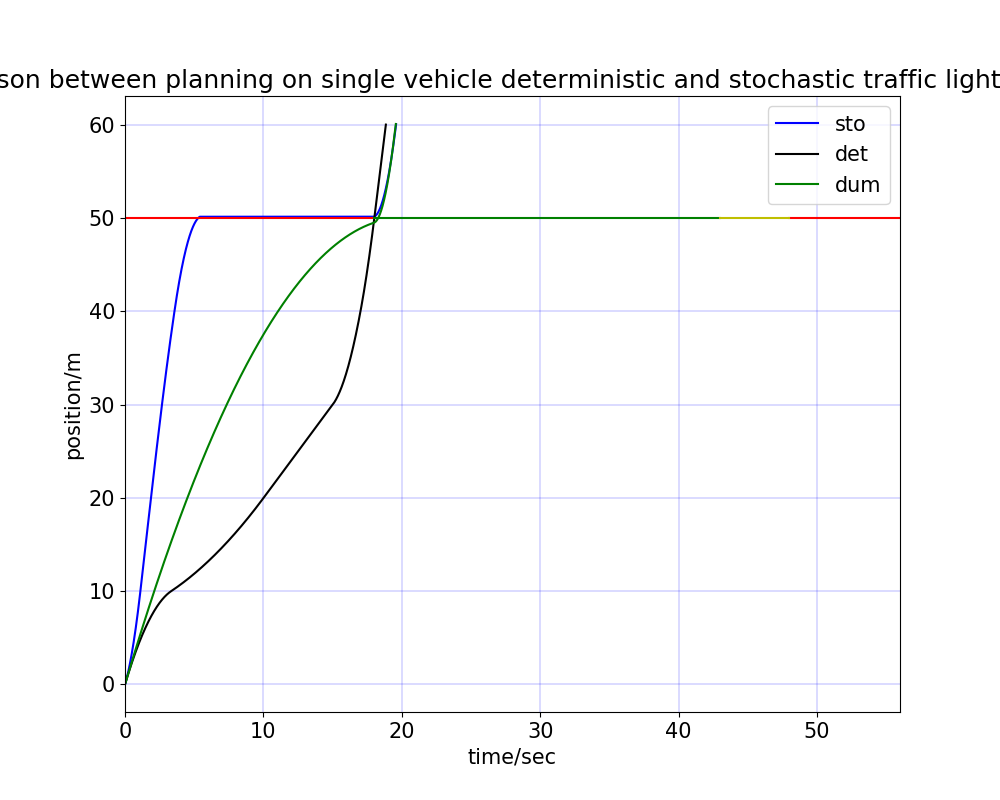 son between planning on single vehicle deterministic and stochastic traffic light
sto
det
dum
60
50
40
30
20
10
0
position/m
0 10 20 30 40 50
time/sec